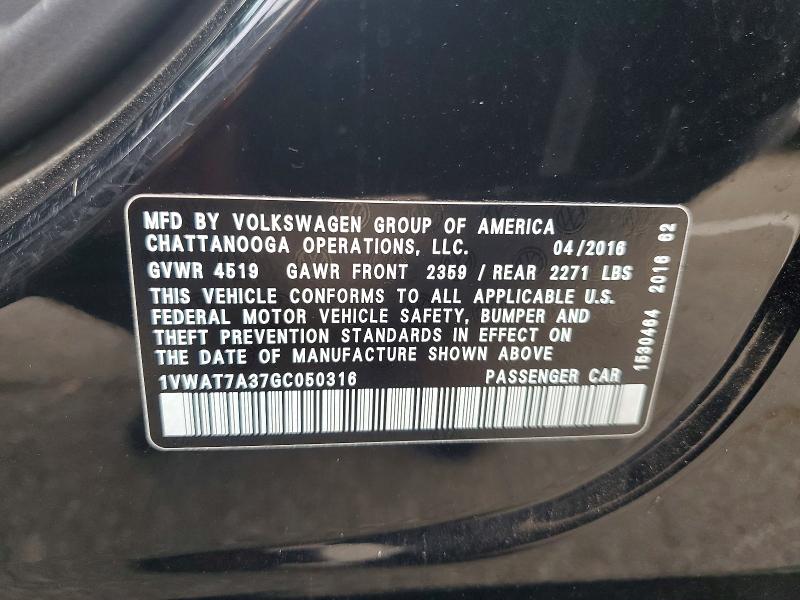 MFD BY VOLKSWAGEN GROUP OF AMERICA
CHATTANOOGA OPERATIONS, LLC. 04/2016
GVWR 4519 GAWR FRONT 2359 / REAR 2271 LBS
THIS VEHICLE CONFORMS TO ALL APPLICABLE U.S.
FEDERAL MOTOR VEHICLE SAFETY, BUMPER AND
THEFT PREVENTION STANDARDS IN EFFECT ON
THE DATE OF MANUFACTURE SHOWN ABOVE
1VWAT7A37GC050316 PASSENGER CAR
1530464 2016 62